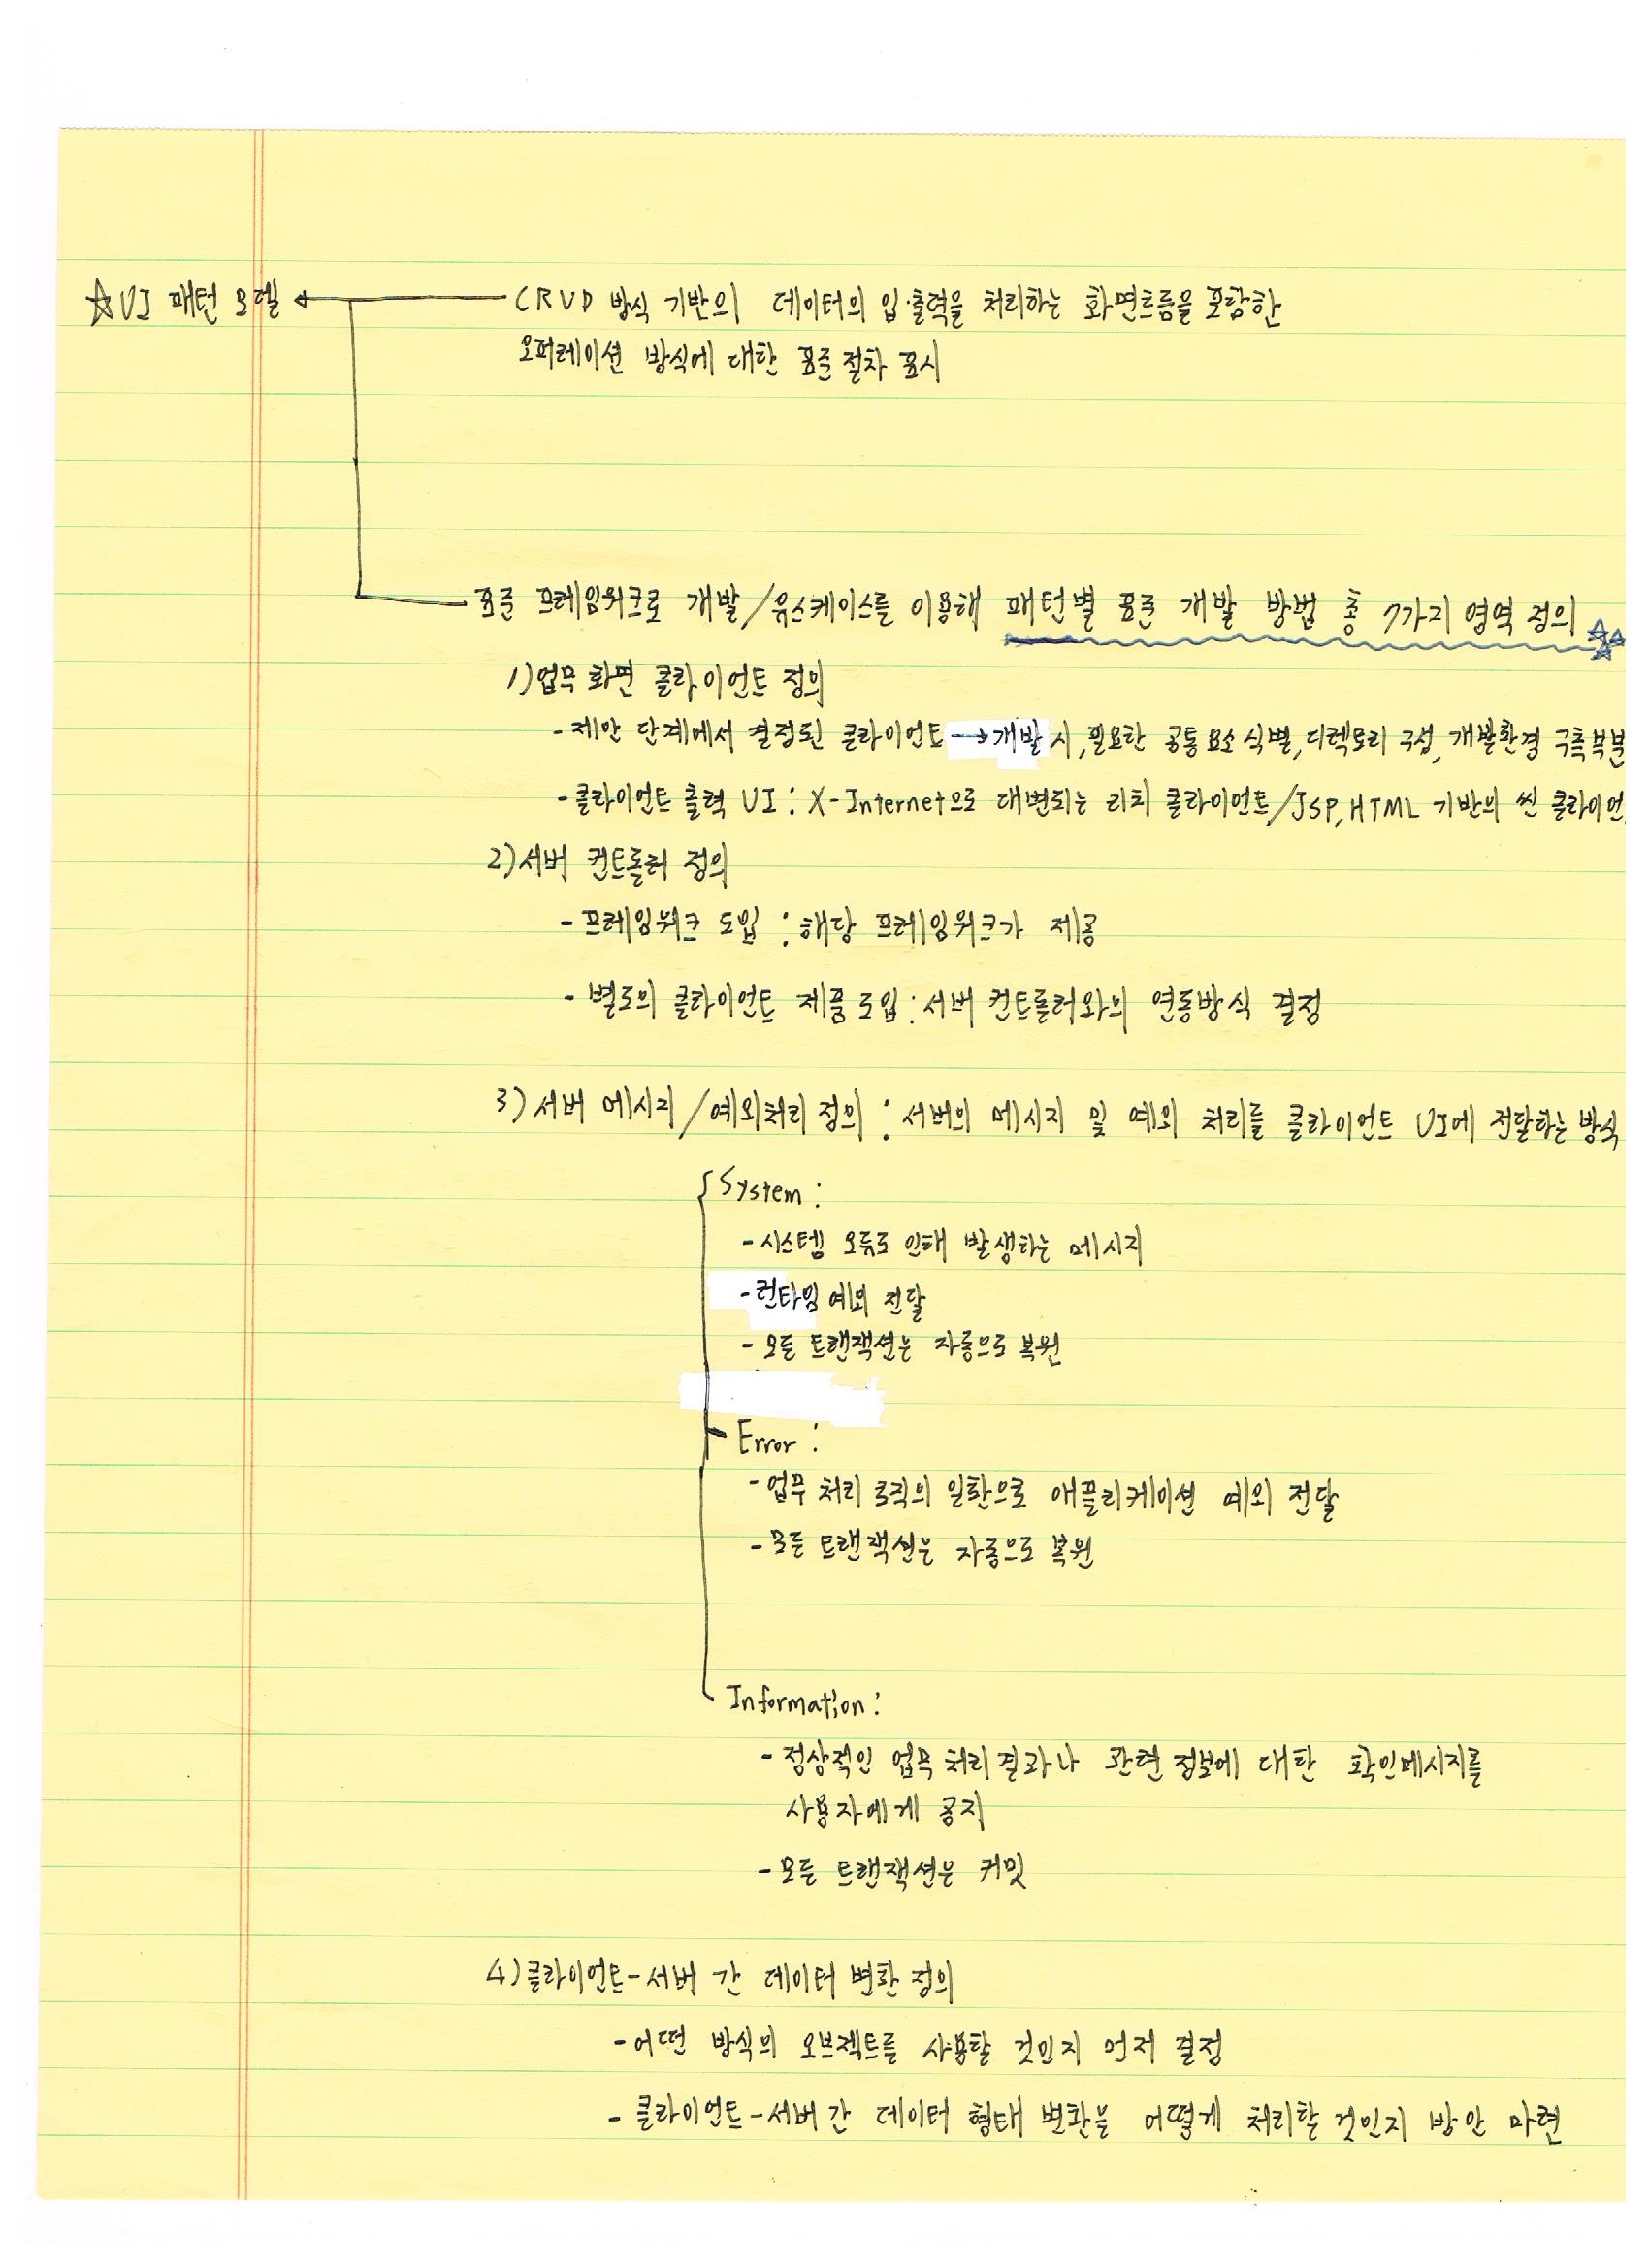 ☆UI 패턴 모델 ← CRUD 방식 기반의 데이터의 입·출력을 처리하는 화면흐름을 포함한
오퍼레이션 방식에 대한 표준 절차 표시
표준 프레임워크로 개발/유스케이스를 이용해 패턴별 표준 개발 방법 총 7가지 영역 정의 ☆☆☆
1)업무 화면 클라이언트 정의
-제안 단계에서 결정된 클라이언트→개발 시,필요한 공통 요소 식별,디렉토리 구성,개발환경 구축부분
-클라이언트 출력 UI : X-Internet으로 대변되는 리치 클라이언트/JSP,HTML 기반의 씬 클라이언
2)서버 컨트롤러 정의
-프레임워크 도입 : 해당 프레임워크가 제공
-별도의 클라이언트 제품 도입 : 서버 컨트롤러와의 연동방식 결정
3)서버 메시지/예외처리 정의 : 서버의 메시지 및 예외 처리를 클라이언트 UI에 전달하는 방식
System :
-시스템 오류로 인해 발생하는 메시지
-런타임 예외 전달
-모든 트랜잭션은 자동으로 복원
Error :
-업무 처리 로직의 일환으로 애플리케이션 예외 전달
-모든 트랜잭션은 자동으로 복원
Information :
-정상적인 업무 처리 결과나 관련 정보에 대한 확인메시지를
사용자에게 공지
-모든 트랜잭션은 커밋
4)클라이언트-서버 간 데이터 변환 정의
-어떤 방식의 오브젝트를 사용할 것인지 먼저 결정
-클라이언트-서버 간 데이터 형태 변환을 어떻게 처리할 것인지 방안 마련